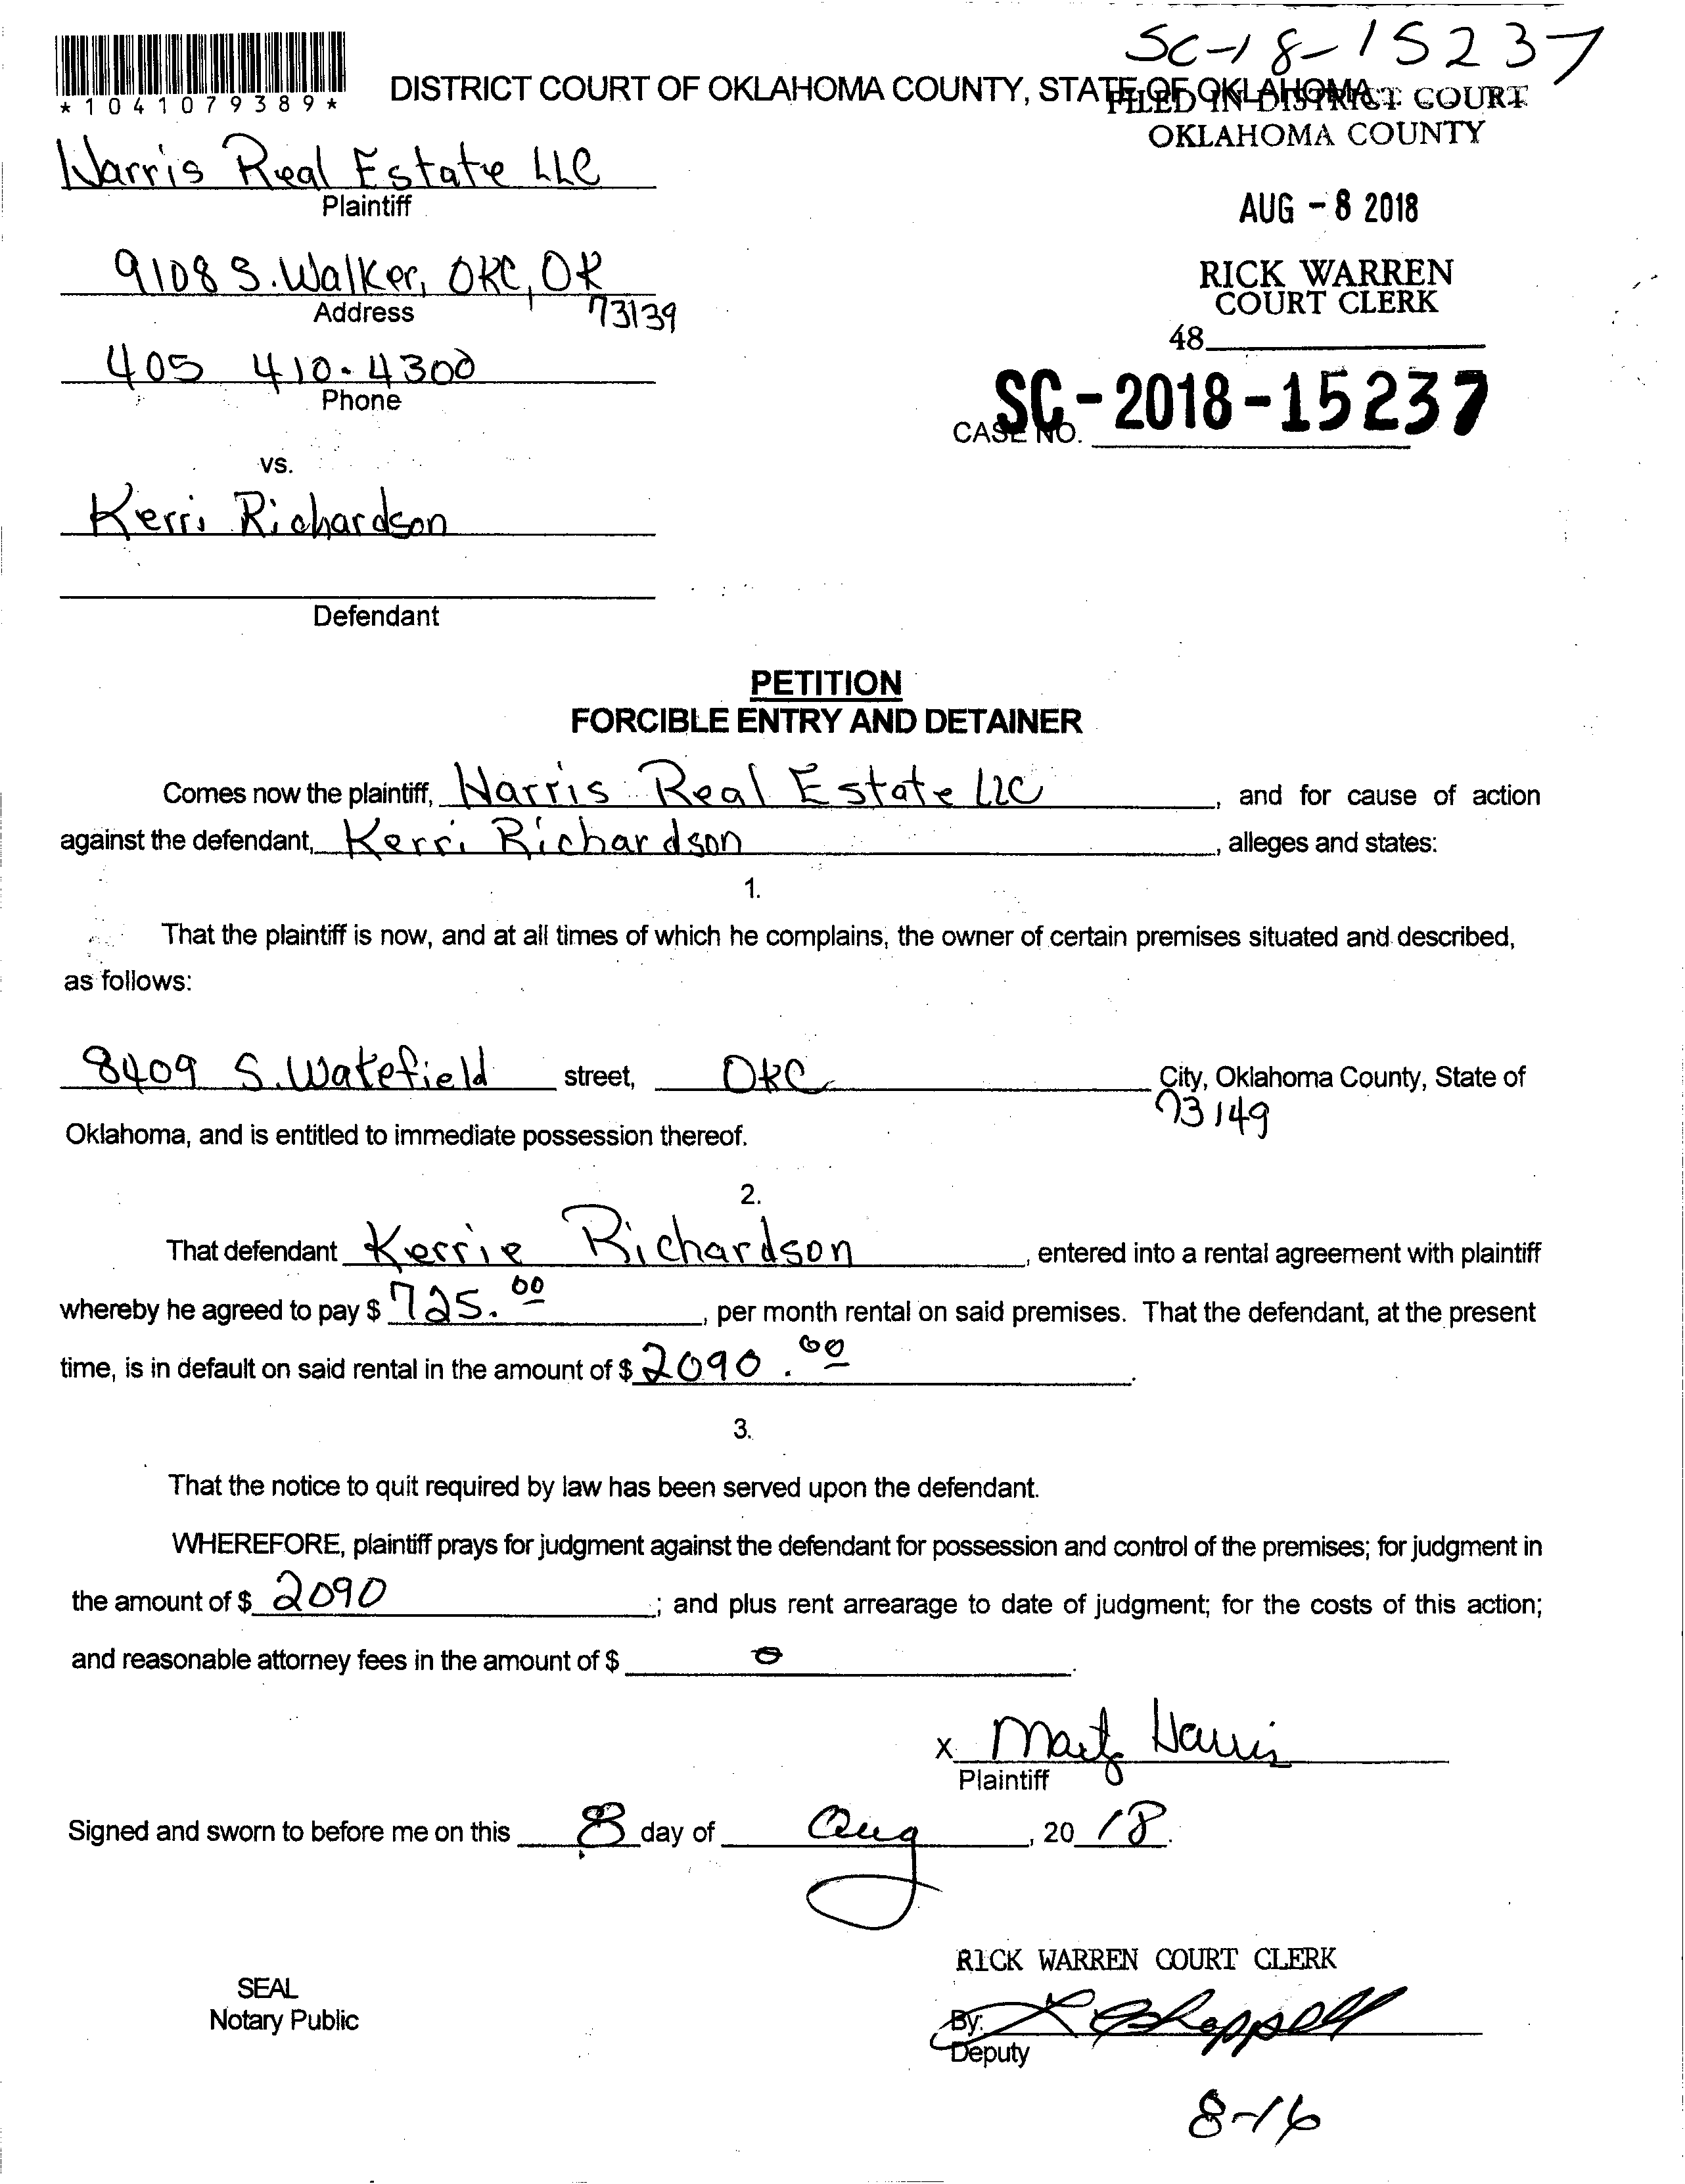 SC-18-15237
*1041079389*
DISTRICT COURT OF OKLAHOMA COUNTY, STATE OF OKLAHOMA
FILED IN DISTRICT COURT
OKLAHOMA COUNTY
Harris Real Estate LLC
Plaintiff
AUG - 8 2018
9108 S. Walker, OKC, OK
73139
Address
RICK WARREN
COURT CLERK
48
405 410-4300
Phone
CASE NO.
SC-2018-15237
vs.
Kerri Richardson
Defendant
PETITION
FORCIBLE ENTRY AND DETAINER
Comes now the plaintiff, Harris Real Estate LLC, and for cause of action
against the defendant, Kerri Richardson, alleges and states:
1.
That the plaintiff is now, and at all times of which he complains, the owner of certain premises situated and described,
as follows:
8409 S. Watefield street, OKC City, Oklahoma County, State of
73149
Oklahoma, and is entitled to immediate possession thereof.
2.
That defendant Kerrie Richardson, entered into a rental agreement with plaintiff
whereby he agreed to pay $ 725.00, per month rental on said premises. That the defendant, at the present
time, is in default on said rental in the amount of $ 2090.00.
3.
That the notice to quit required by law has been served upon the defendant.
WHEREFORE, plaintiff prays for judgment against the defendant for possession and control of the premises; for judgment in
the amount of $ 2090; and plus rent arrearage to date of judgment; for the costs of this action;
and reasonable attorney fees in the amount of $ 0.
X Harris
Plaintiff
Signed and sworn to before me on this 8 day of Aug, 20 18.
RICK WARREN COURT CLERK
SEAL
Notary Public
By:
Deputy
8-16